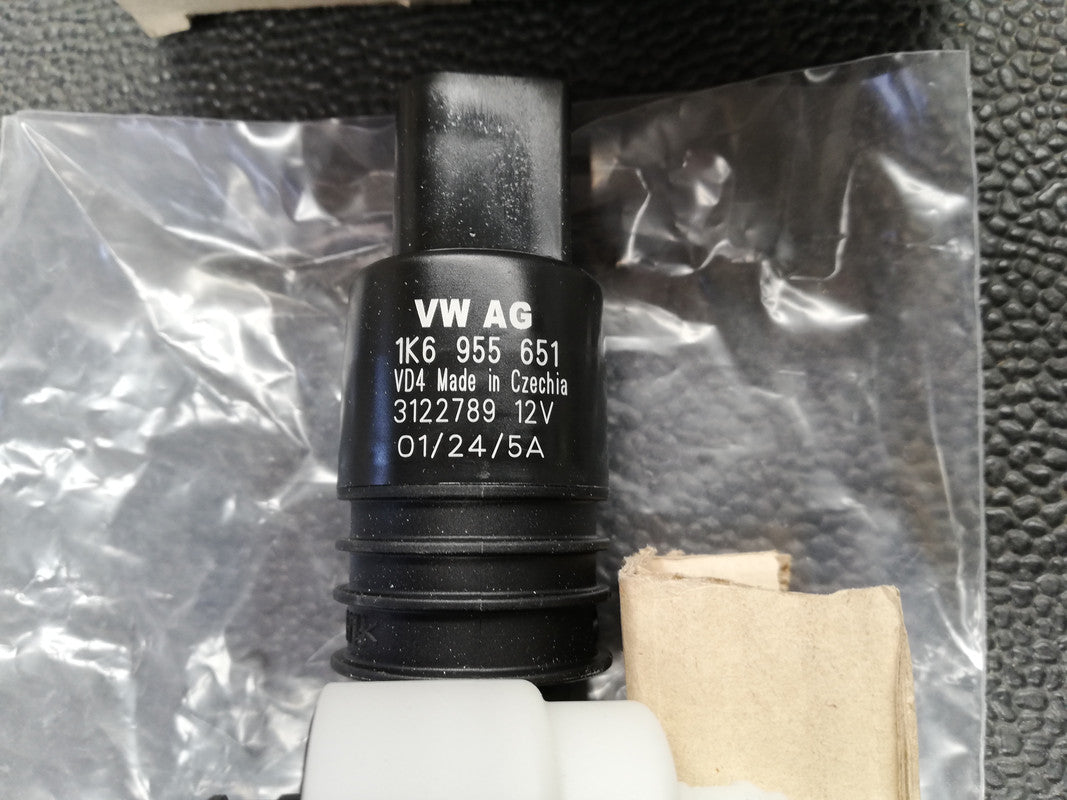 VW AG
1K6 955 651
VD4 Made in Czechia
3122789 12V
01/24/5A